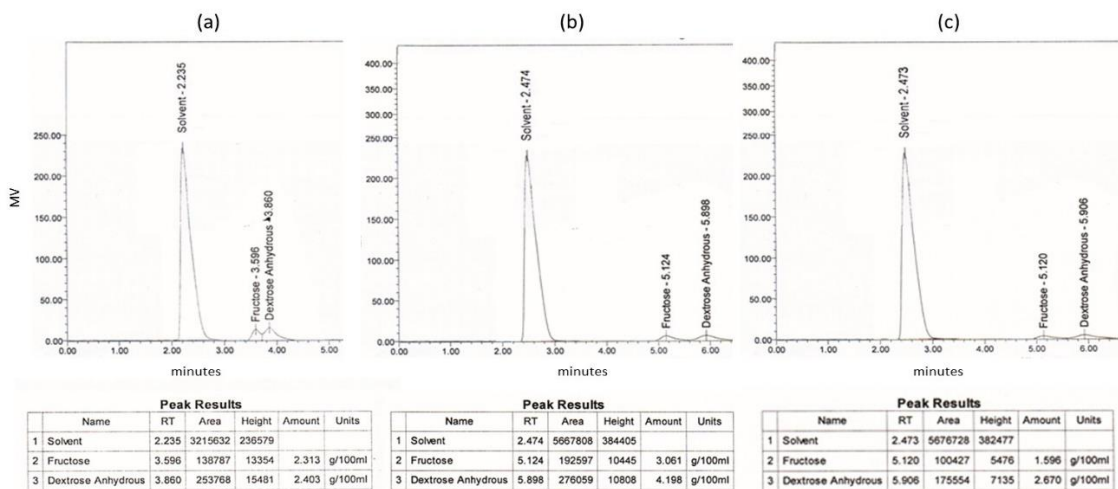 (a)
(b)
(c)
MV
250.00
200.00
150.00
100.00
50.00
0.00
0.00 1.00 2.00 3.00 4.00 5.00
minutes
Solvent - 2.235
Fructose - 3.596
Dextrose Anhydrous - 3.860
400.00
350.00
300.00
250.00
200.00
150.00
100.00
50.00
0.00
0.00 1.00 2.00 3.00 4.00 5.00 6.00
minutes
Solvent - 2.474
Fructose - 5.124
Dextrose Anhydrous - 5.898
400.00
350.00
300.00
250.00
200.00
150.00
100.00
50.00
0.00
0.00 1.00 2.00 3.00 4.00 5.00 6.00
minutes
Solvent - 2.473
Fructose - 5.120
Dextrose Anhydrous - 5.906
Peak Results
Name RT Area Height Amount Units
1 Solvent 2.235 3215632 236579
2 Fructose 3.596 138787 13354 2.313 g/100ml
3 Dextrose Anhydrous 3.860 253768 15481 2.403 g/100ml
Peak Results
Name RT Area Height Amount Units
1 Solvent 2.474 5667808 384405
2 Fructose 5.124 192597 10445 3.061 g/100ml
3 Dextrose Anhydrous 5.898 276059 10808 4.198 g/100ml
Peak Results
Name RT Area Height Amount Units
1 Solvent 2.473 5676728 382477
2 Fructose 5.120 100427 5476 1.596 g/100ml
3 Dextrose Anhydrous 5.906 175554 7135 2.670 g/100ml